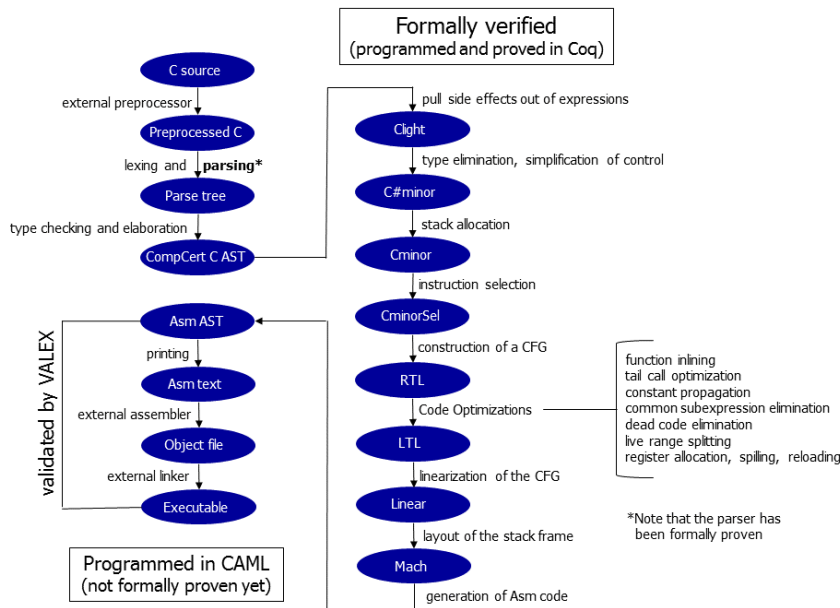 Formally verified
(programmed and proved in Coq)
C source
external preprocessor
Preprocessed C
lexing and parsing*
Parse tree
type checking and elaboration
CompCert C AST
pull side effects out of expressions
Clight
type elimination, simplification of control
C#minor
stack allocation
Cminor
instruction selection
CminorSel
construction of a CFG
RTL
Code Optimizations
LTL
linearization of the CFG
Linear
layout of the stack frame
Mach
generation of Asm code
function inlining
tail call optimization
constant propagation
common subexpression elimination
dead code elimination
live range splitting
register allocation, spilling, reloading
*Note that the parser has
been formally proven
validated by VALEX
Asm AST
printing
Asm text
external assembler
Object file
external linker
Executable
Programmed in CAML
(not formally proven yet)